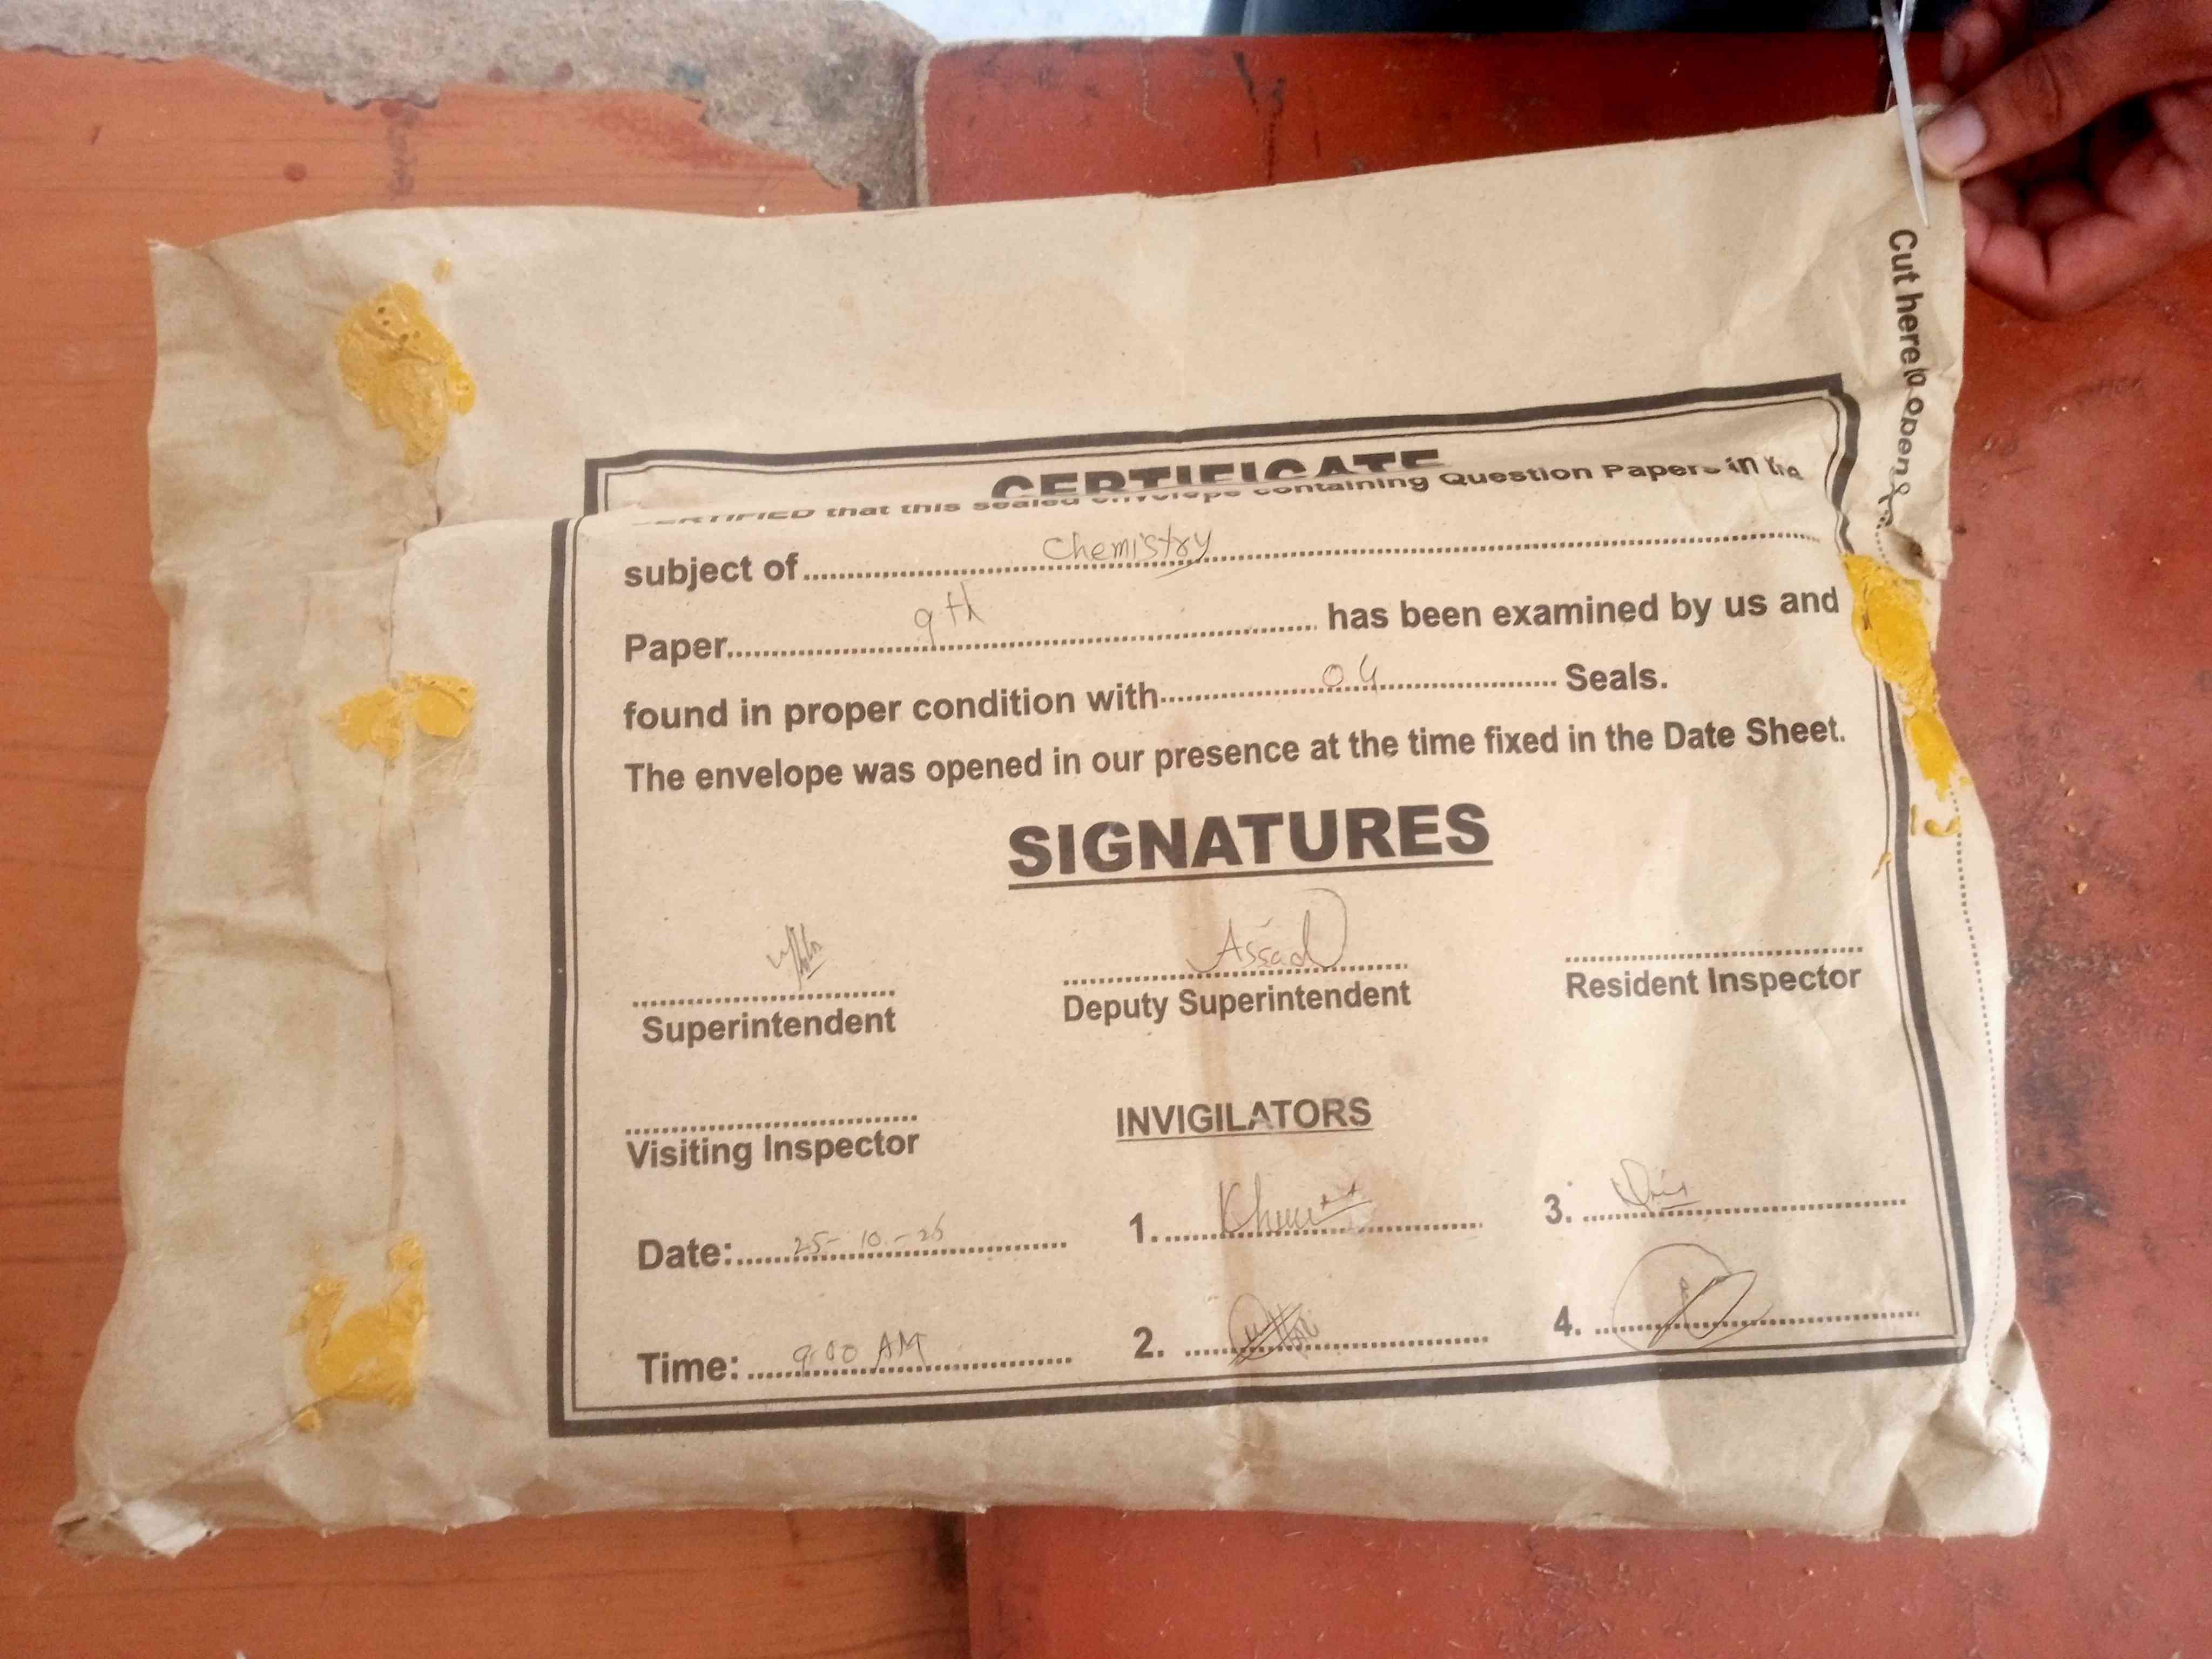 Cut here to open
CERTIFICATE
CERTIFIED that this sealed envelope containing Question Papers in the
subject of Chemistry
Paper 9th has been examined by us and
found in proper condition with 04 Seals.
The envelope was opened in our presence at the time fixed in the Date Sheet.
SIGNATURES
Assad
Superintendent Deputy Superintendent Resident Inspector
Visiting Inspector INVIGILATORS
Date: 25-10-25 1. 3.
Time: 9:00 AM 2. 4.